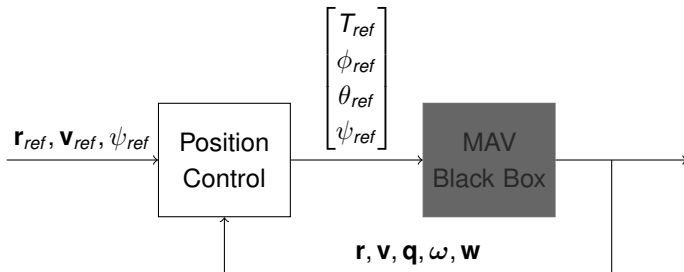 T_ref
ϕ_ref
θ_ref
ψ_ref
r_ref, v_ref, ψ_ref
Position
Control
MAV
Black Box
r, v, q, ω, w